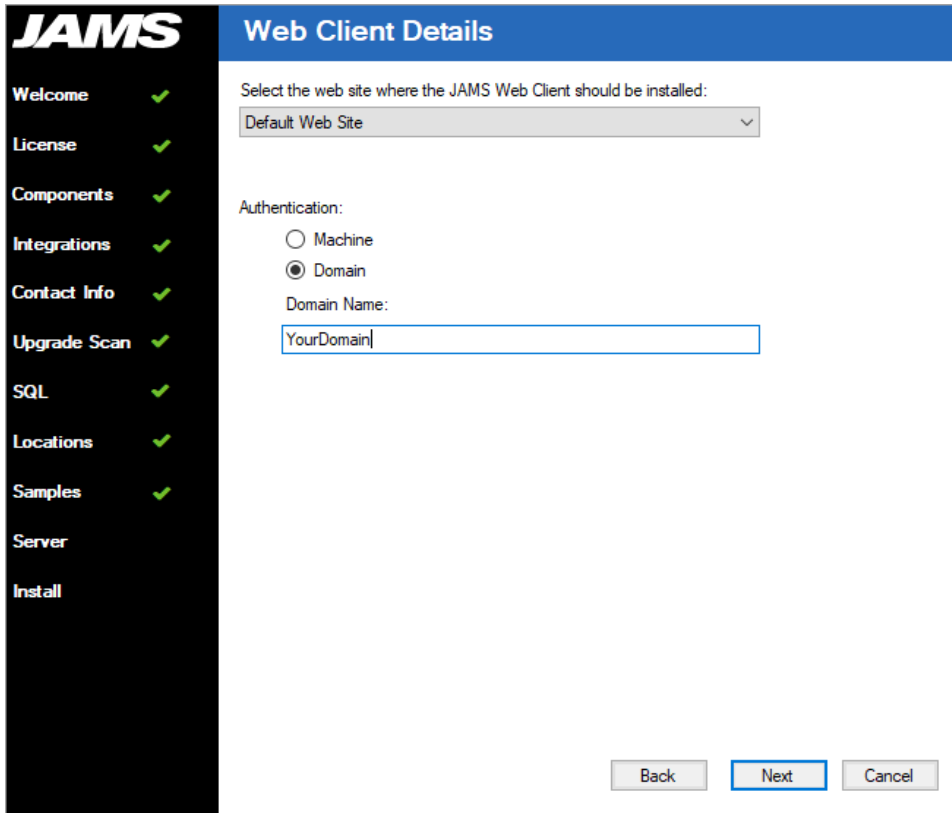 JAMS
Welcome
License
Components
Integrations
Contact Info
Upgrade Scan
SQL
Locations
Samples
Server
Install
Web Client Details
Select the web site where the JAMS Web Client should be installed:
Default Web Site
Authentication:
Machine
Domain
Domain Name:
YourDomain
Back Next Cancel